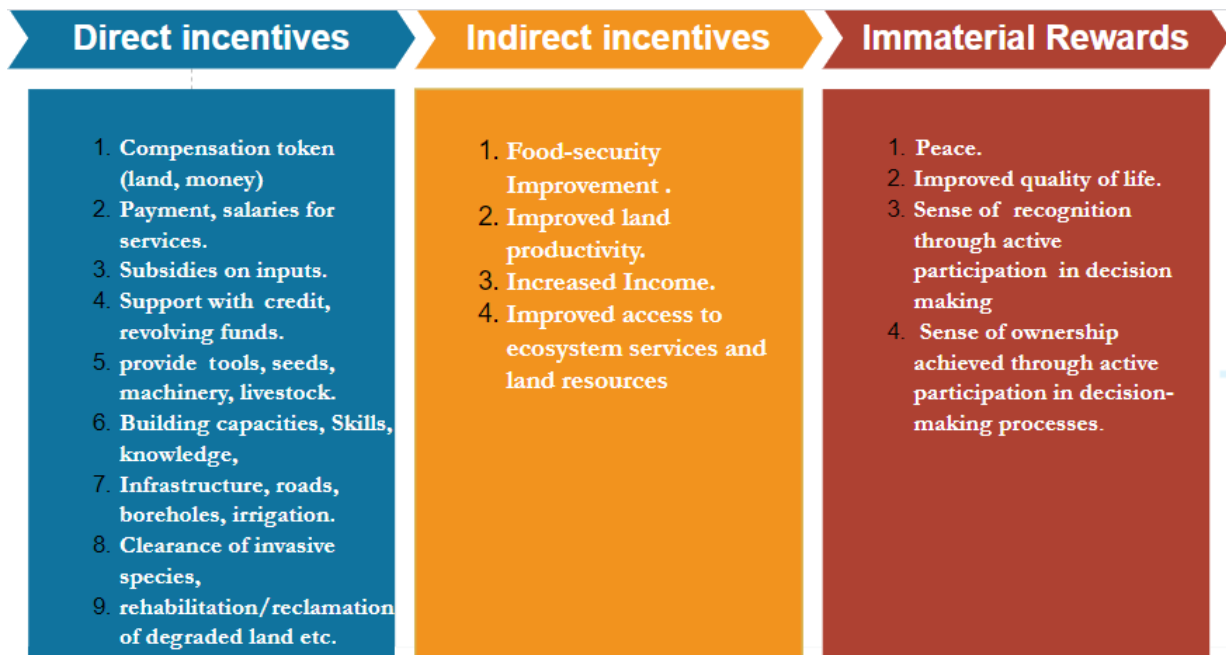 Direct incentives
Indirect incentives
Immaterial Rewards
1. Compensation token
(land, money)
2. Payment, salaries for
services.
3. Subsidies on inputs.
4. Support with credit,
revolving funds.
5. provide tools, seeds,
machinery, livestock.
6. Building capacities, Skills,
knowledge,
7. Infrastructure, roads,
boreholes, irrigation.
8. Clearance of invasive
species,
9. rehabilitation/reclamation
of degraded land etc.
1. Food-security
Improvement .
2. Improved land
productivity.
3. Increased Income.
4. Improved access to
ecosystem services and
land resources
1. Peace.
2. Improved quality of life.
3. Sense of recognition
through active
participation in decision
making
4. Sense of ownership
achieved through active
participation in decision-
making processes.